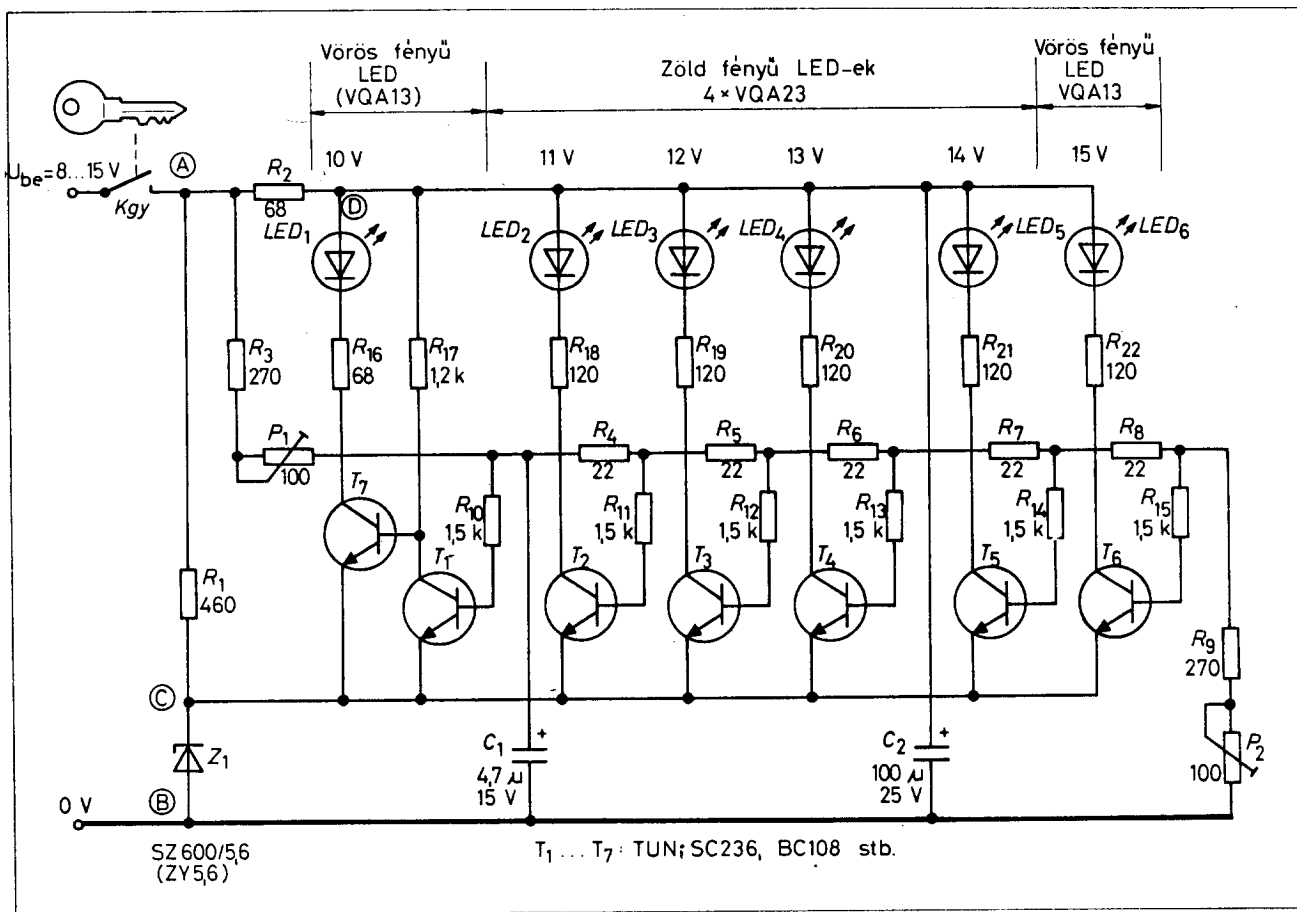 Vörös fényű
LED
(VQA13)
Zöld fényű LED-ek
4 × VQA23
Vörös fényű
LED
VQA13
10 V
11 V
12 V
13 V
14 V
15 V
U_be=8...15 V
Kgy
A
R2
68
D
LED1
LED2
LED3
LED4
LED5
LED6
R3
270
R16
68
R17
1,2 k
R18
120
R19
120
R20
120
R21
120
R22
120
P1
100
R4
22
R5
22
R6
22
R7
22
R8
22
T7
R10
1,5 k
R11
1,5 k
R12
1,5 k
R13
1,5 k
R14
1,5 k
R15
1,5 k
R1
460
T1
T2
T3
T4
T5
T6
R9
270
C
Z1
C1
4,7 µ
15 V
+
C2
100 µ
25 V
+
P2
100
0 V
B
SZ 600/5,6
(ZY5,6)
T1 ... T7: TUN; SC236, BC108 stb.